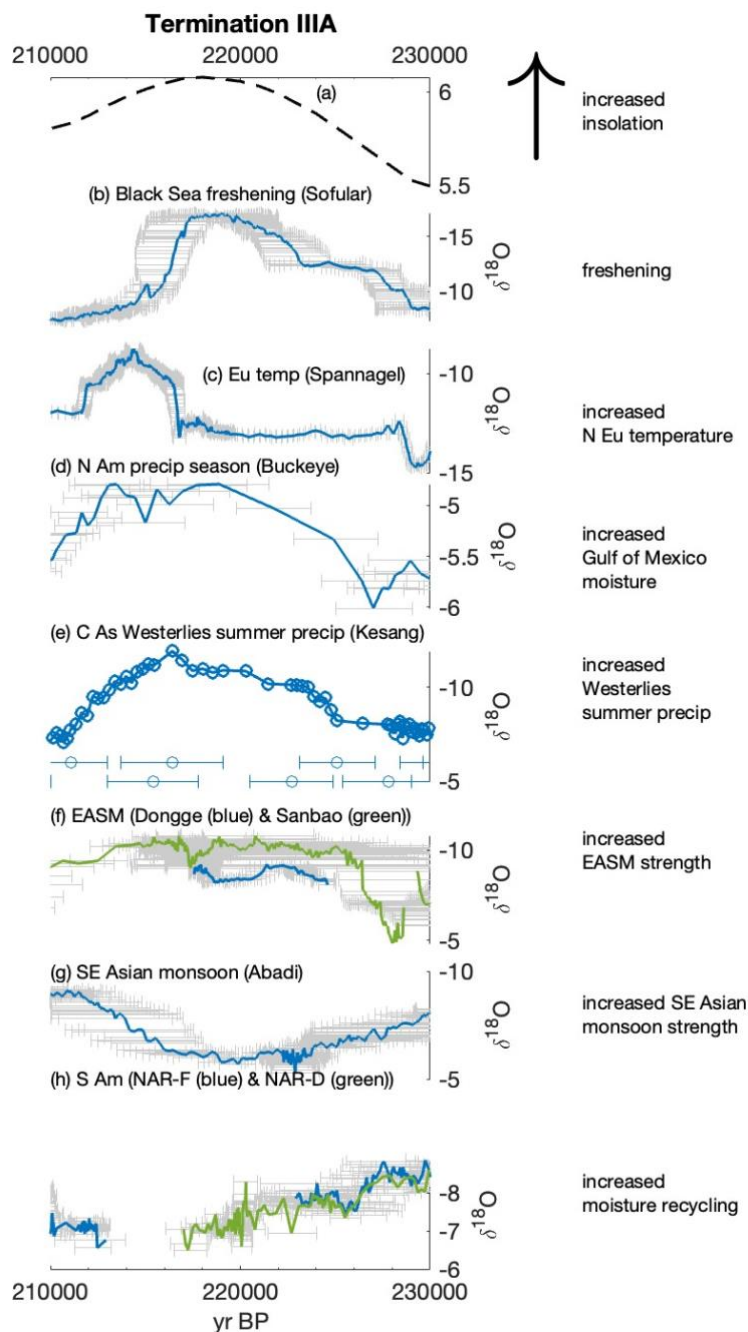 Termination IIIA
210000 220000 230000
(a)
6
5.5
increased
insolation
(b) Black Sea freshening (Sofular)
-15
-10
δ18O
freshening
(c) Eu temp (Spannagel)
-10
-15
δ18O
increased
N Eu temperature
(d) N Am precip season (Buckeye)
-5
-5.5
-6
δ18O
increased
Gulf of Mexico
moisture
(e) C As Westerlies summer precip (Kesang)
-10
-5
δ18O
increased
Westerlies
summer precip
(f) EASM (Dongge (blue) & Sanbao (green))
-10
-5
δ18O
increased
EASM strength
(g) SE Asian monsoon (Abadi)
-10
-5
δ18O
increased SE Asian
monsoon strength
(h) S Am (NAR-F (blue) & NAR-D (green))
-8
-7
-6
δ18O
increased
moisture recycling
210000 220000 230000
yr BP